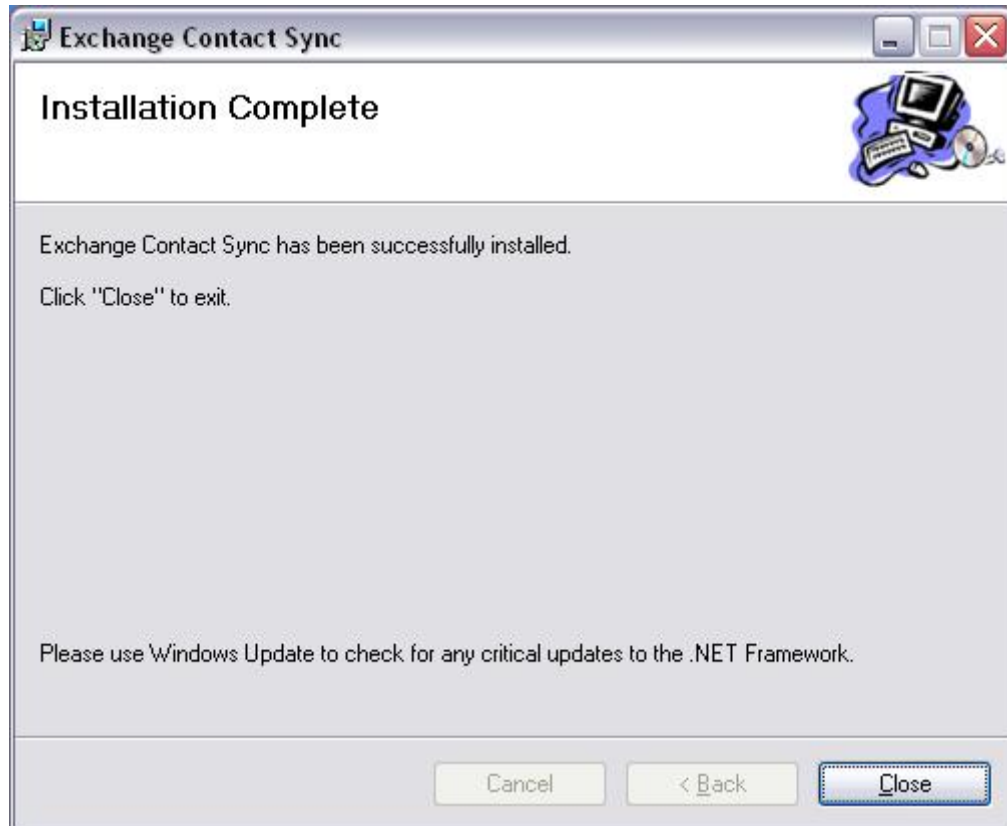 Exchange Contact Sync
Installation Complete
Exchange Contact Sync has been successfully installed.
Click "Close" to exit.
Please use Windows Update to check for any critical updates to the .NET Framework.
Cancel
< Back
Close